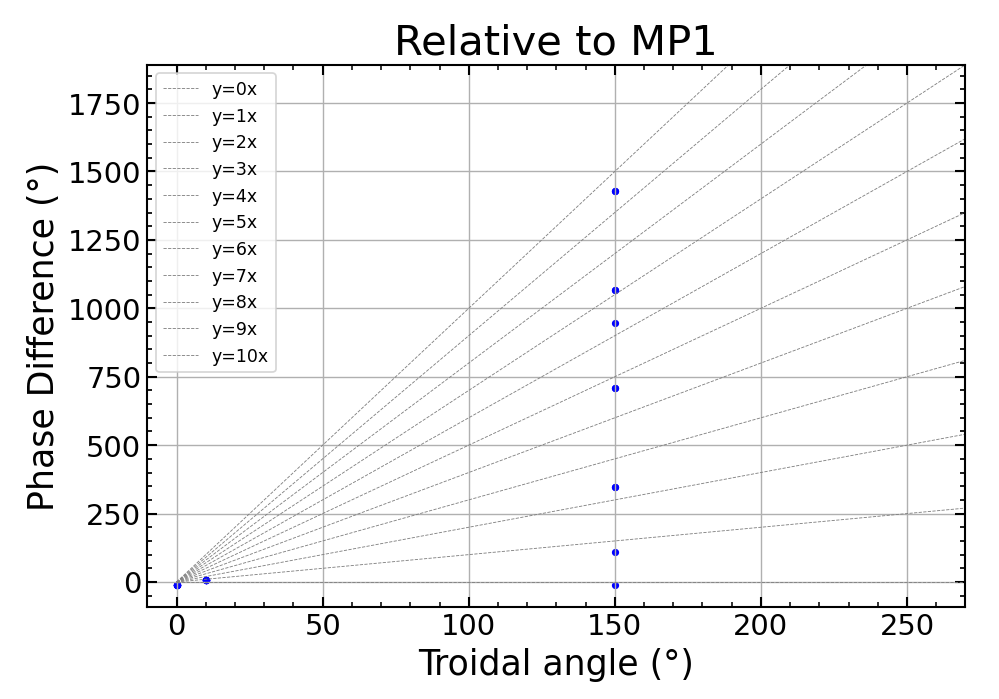 Relative to MP1
Phase Difference (°)
1750
1500
1250
1000
750
500
250
0
y=0x
y=1x
y=2x
y=3x
y=4x
y=5x
y=6x
y=7x
y=8x
y=9x
y=10x
0 50 100 150 200 250
Troidal angle (°)